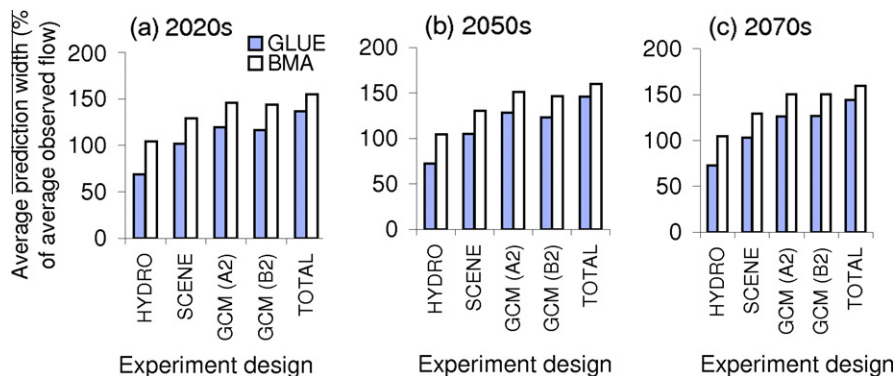 Average prediction width (%
of average observed flow)
(a) 2020s
GLUE
BMA
200
150
100
50
0
HYDRO
SCENE
GCM (A2)
GCM (B2)
TOTAL
Experiment design
(b) 2050s
200
150
100
50
0
HYDRO
SCENE
GCM (A2)
GCM (B2)
TOTAL
Experiment design
(c) 2070s
200
150
100
50
0
HYDRO
SCENE
GCM (A2)
GCM (B2)
TOTAL
Experiment design